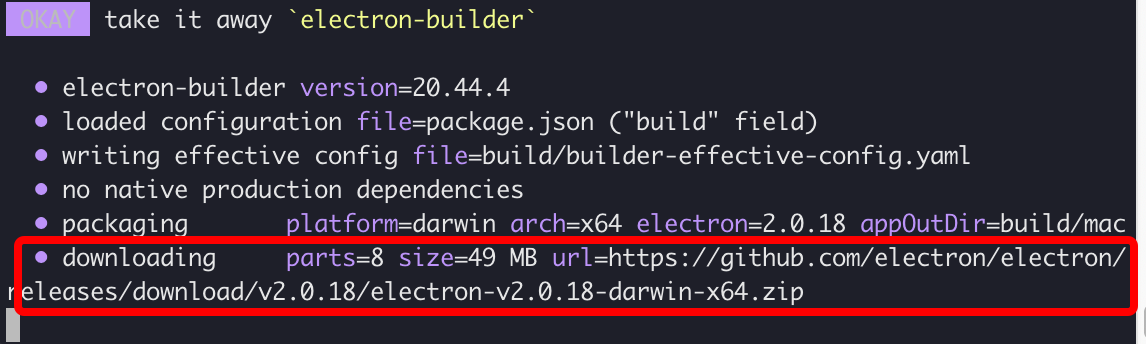 OKAY take it away `electron-builder`
• electron-builder version=20.44.4
• loaded configuration file=package.json ("build" field)
• writing effective config file=build/builder-effective-config.yaml
• no native production dependencies
• packaging platform=darwin arch=x64 electron=2.0.18 appOutDir=build/mac
• downloading parts=8 size=49 MB url=https://github.com/electron/electron/
releases/download/v2.0.18/electron-v2.0.18-darwin-x64.zip